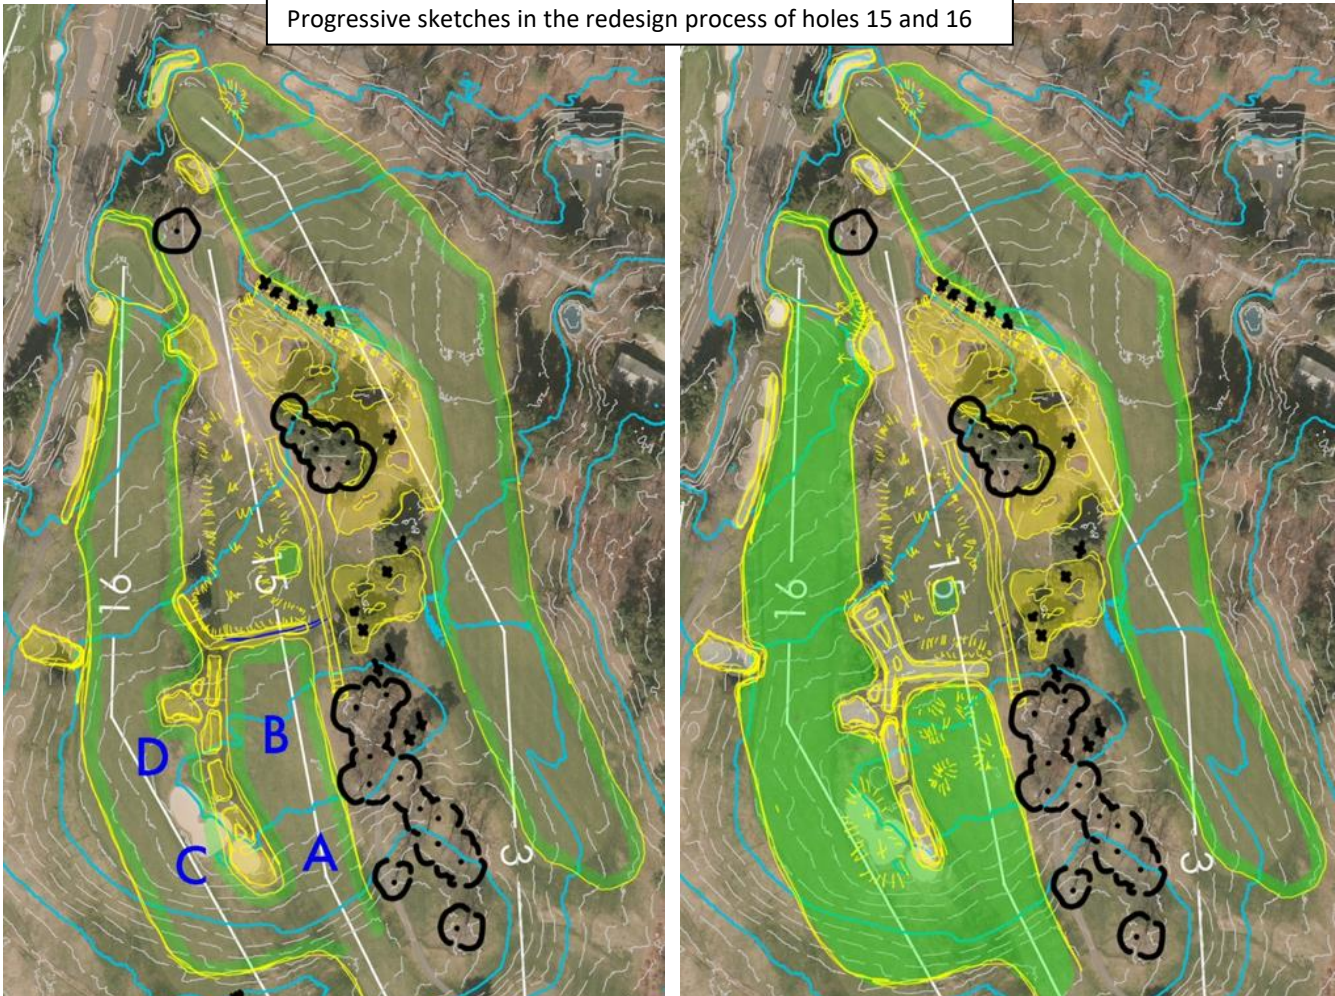 Progressive sketches in the redesign process of holes 15 and 16
16
15
D
B
C
A
3
16
15
3